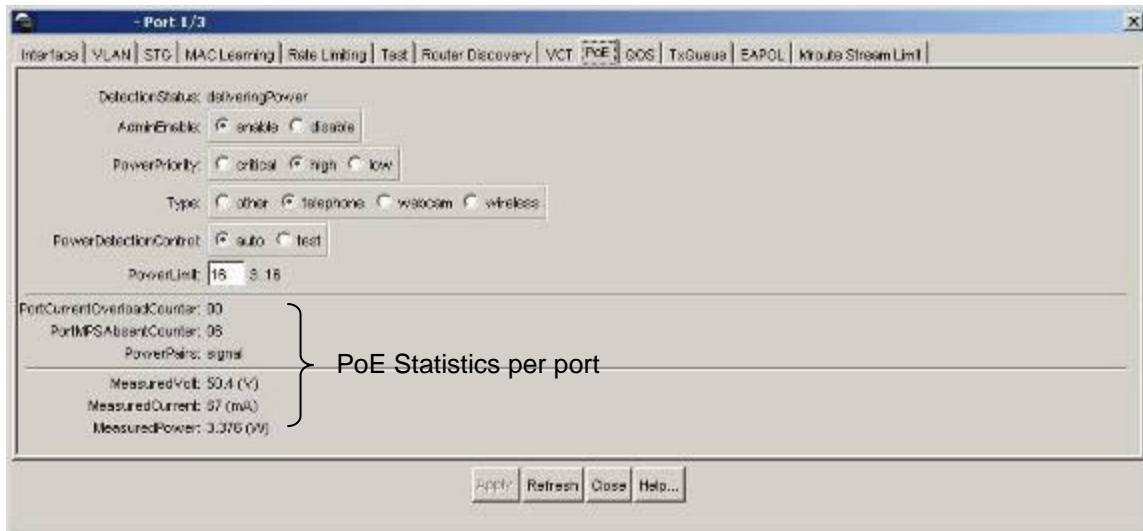 - Port 1/3
Interface | VLAN | STG | MAC Learning | Rate Limiting | Test | Router Discovery | VCT | PoE | QOS | TxQueue | EAPOL | Mroute Stream Limit |
DetectionStatus: deliveringPower
AdminEnable: enable disable
PowerPriority: critical high low
Type: other telephone webcam wireless
PowerDetectionControl: auto test
PowerLimit: 16 3..16
PortCurrentOverloadCounter: 00
PortMPSAbsentCounter: 06
PowerPairs: signal
PoE Statistics per port
MeasuredVolt: 50.4 (V)
MeasuredCurrent: 67 (mA)
MeasuredPower: 3.376 (W)
Apply Refresh Close Help...